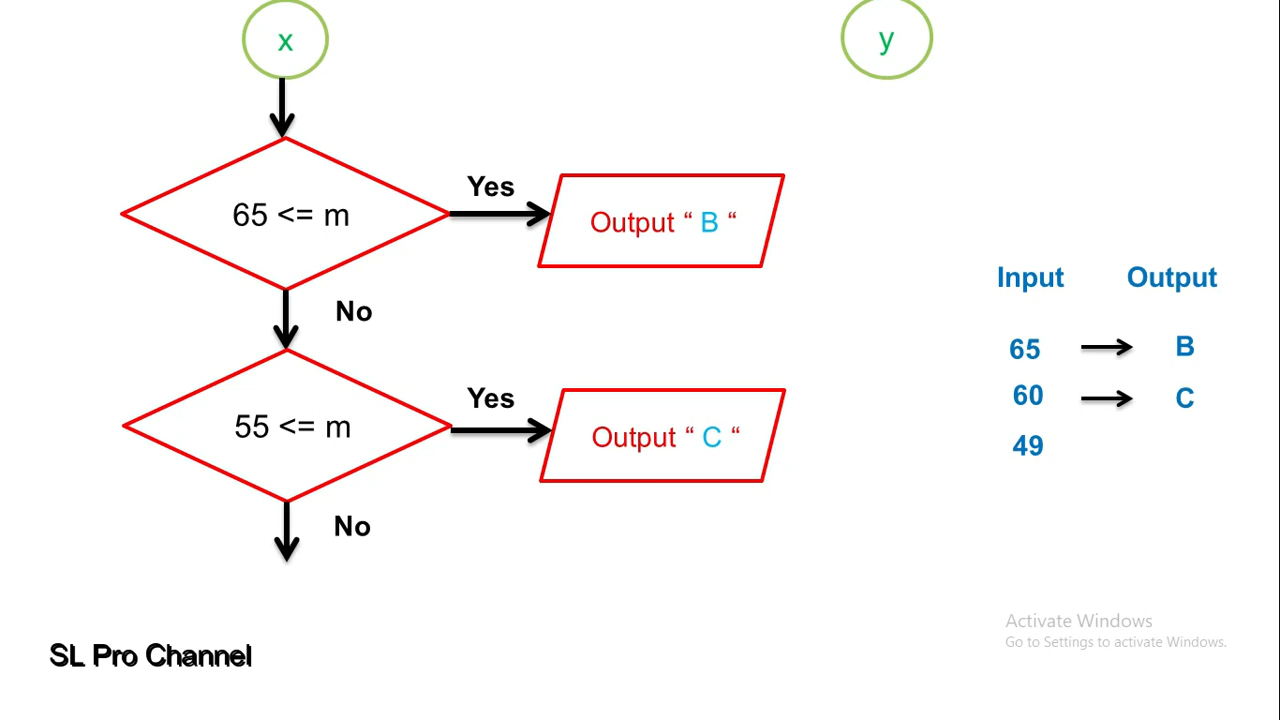 x
y
65 <= m
Yes
Output “ B “
No
55 <= m
Yes
Output “ C “
No
Input Output
65 B
60 C
49
Activate Windows
Go to Settings to activate Windows.
SL Pro Channel